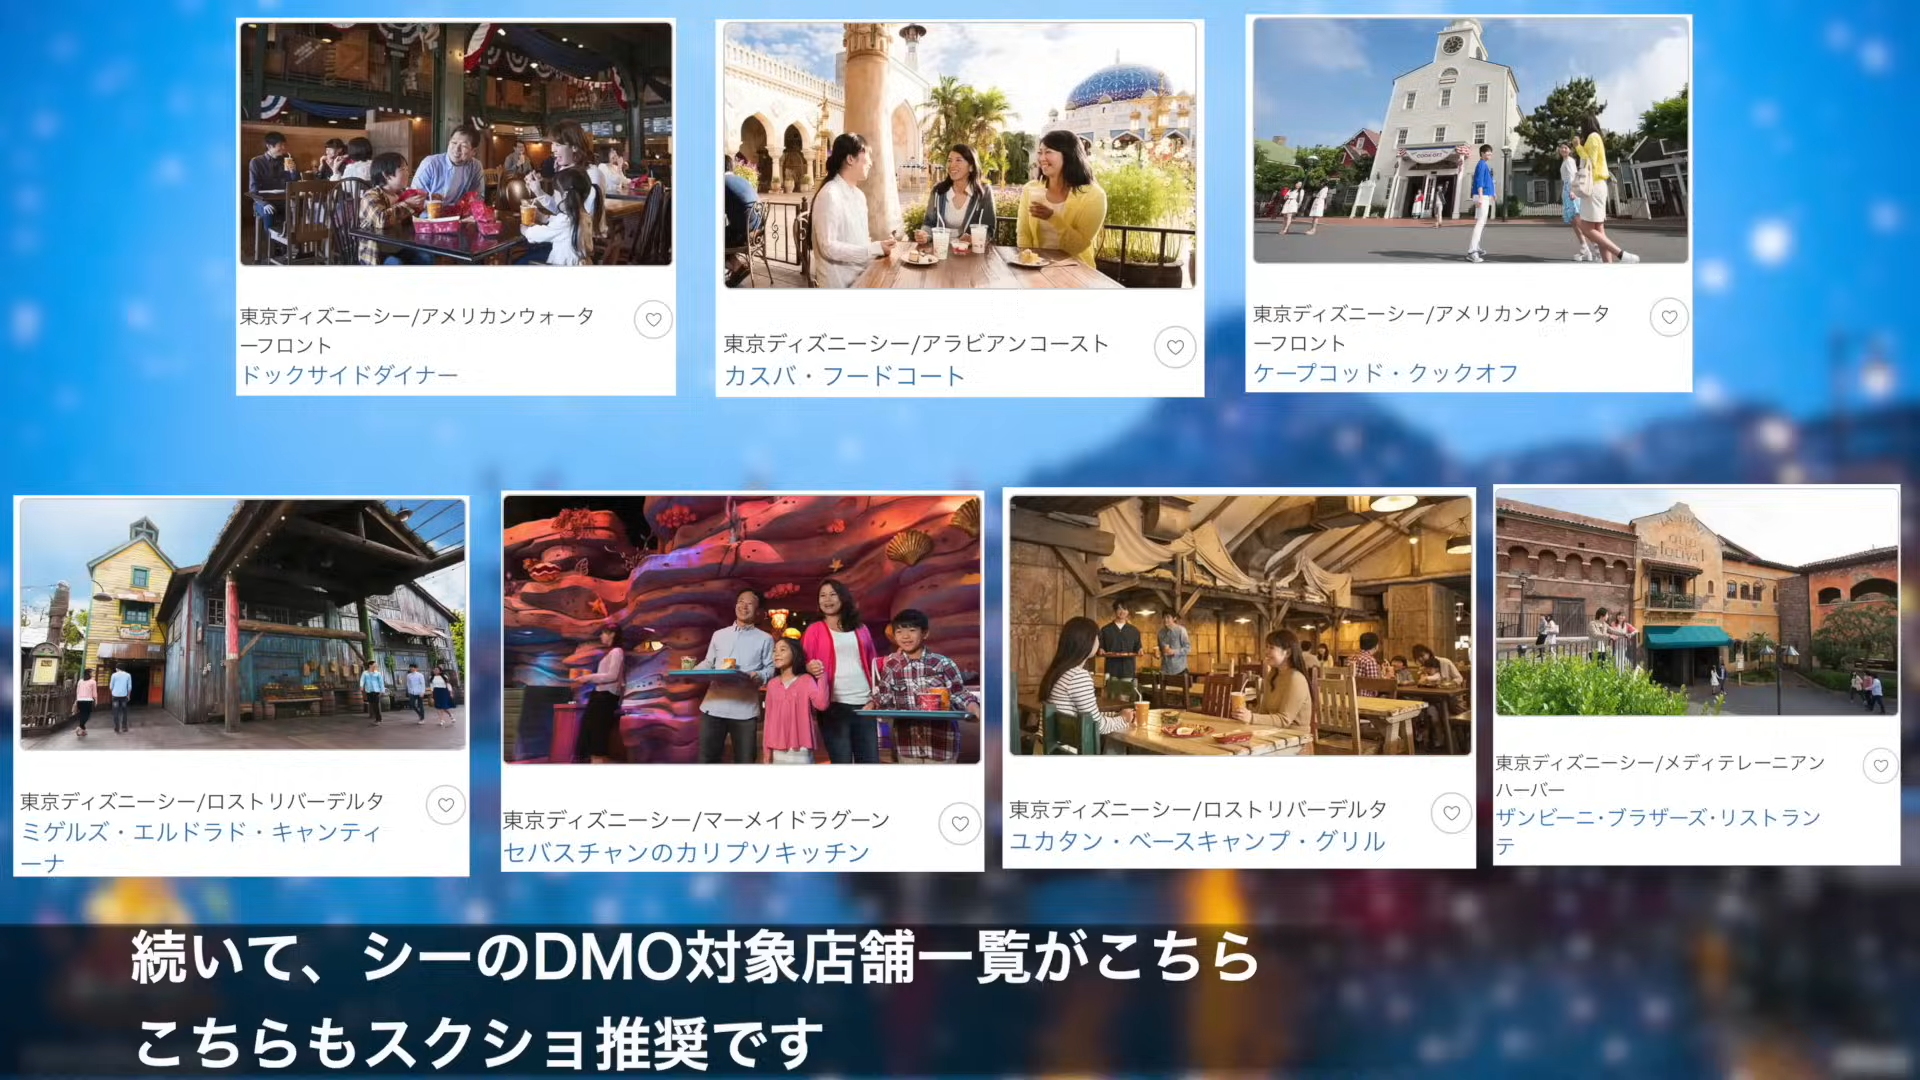 東京ディズニーシー/アメリカンウォータ
ーフロント
ドックサイドダイナー
東京ディズニーシー/アラビアンコースト
カスバ・フードコート
東京ディズニーシー/アメリカンウォータ
ーフロント
ケープコッド・クックオフ
東京ディズニーシー/ロストリバーデルタ
ミゲルズ・エルドラド・キャンティ
ーナ
東京ディズニーシー/マーメイドラグーン
セバスチャンのカリプソキッチン
東京ディズニーシー/ロストリバーデルタ
ユカタン・ベースキャンプ・グリル
東京ディズニーシー/メディテレーニアン
ハーバー
ザンビーニ・ブラザーズ・リストラン
テ
続いて、シーのDMO対象店舗一覧がこちら
こちらもスクショ推奨です